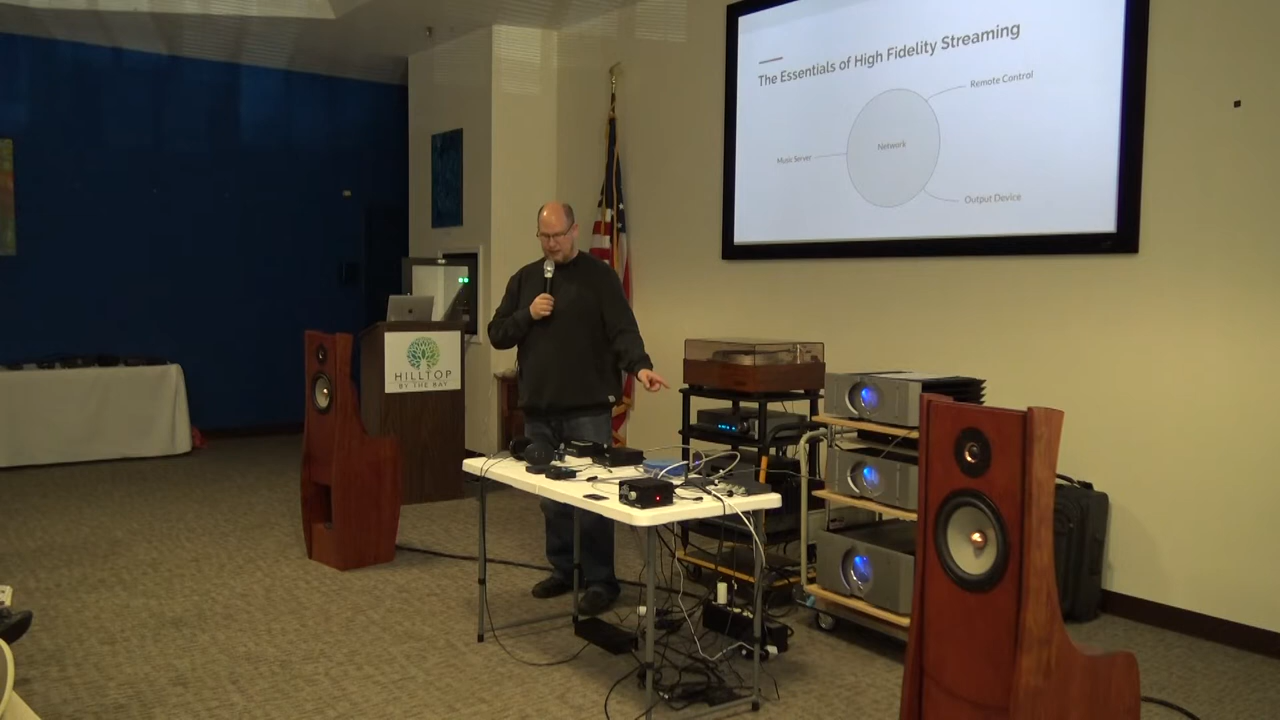 The Essentials of High Fidelity Streaming
Remote Control
Network
Music Server
Output Device
HILLTOP
BY THE BAY